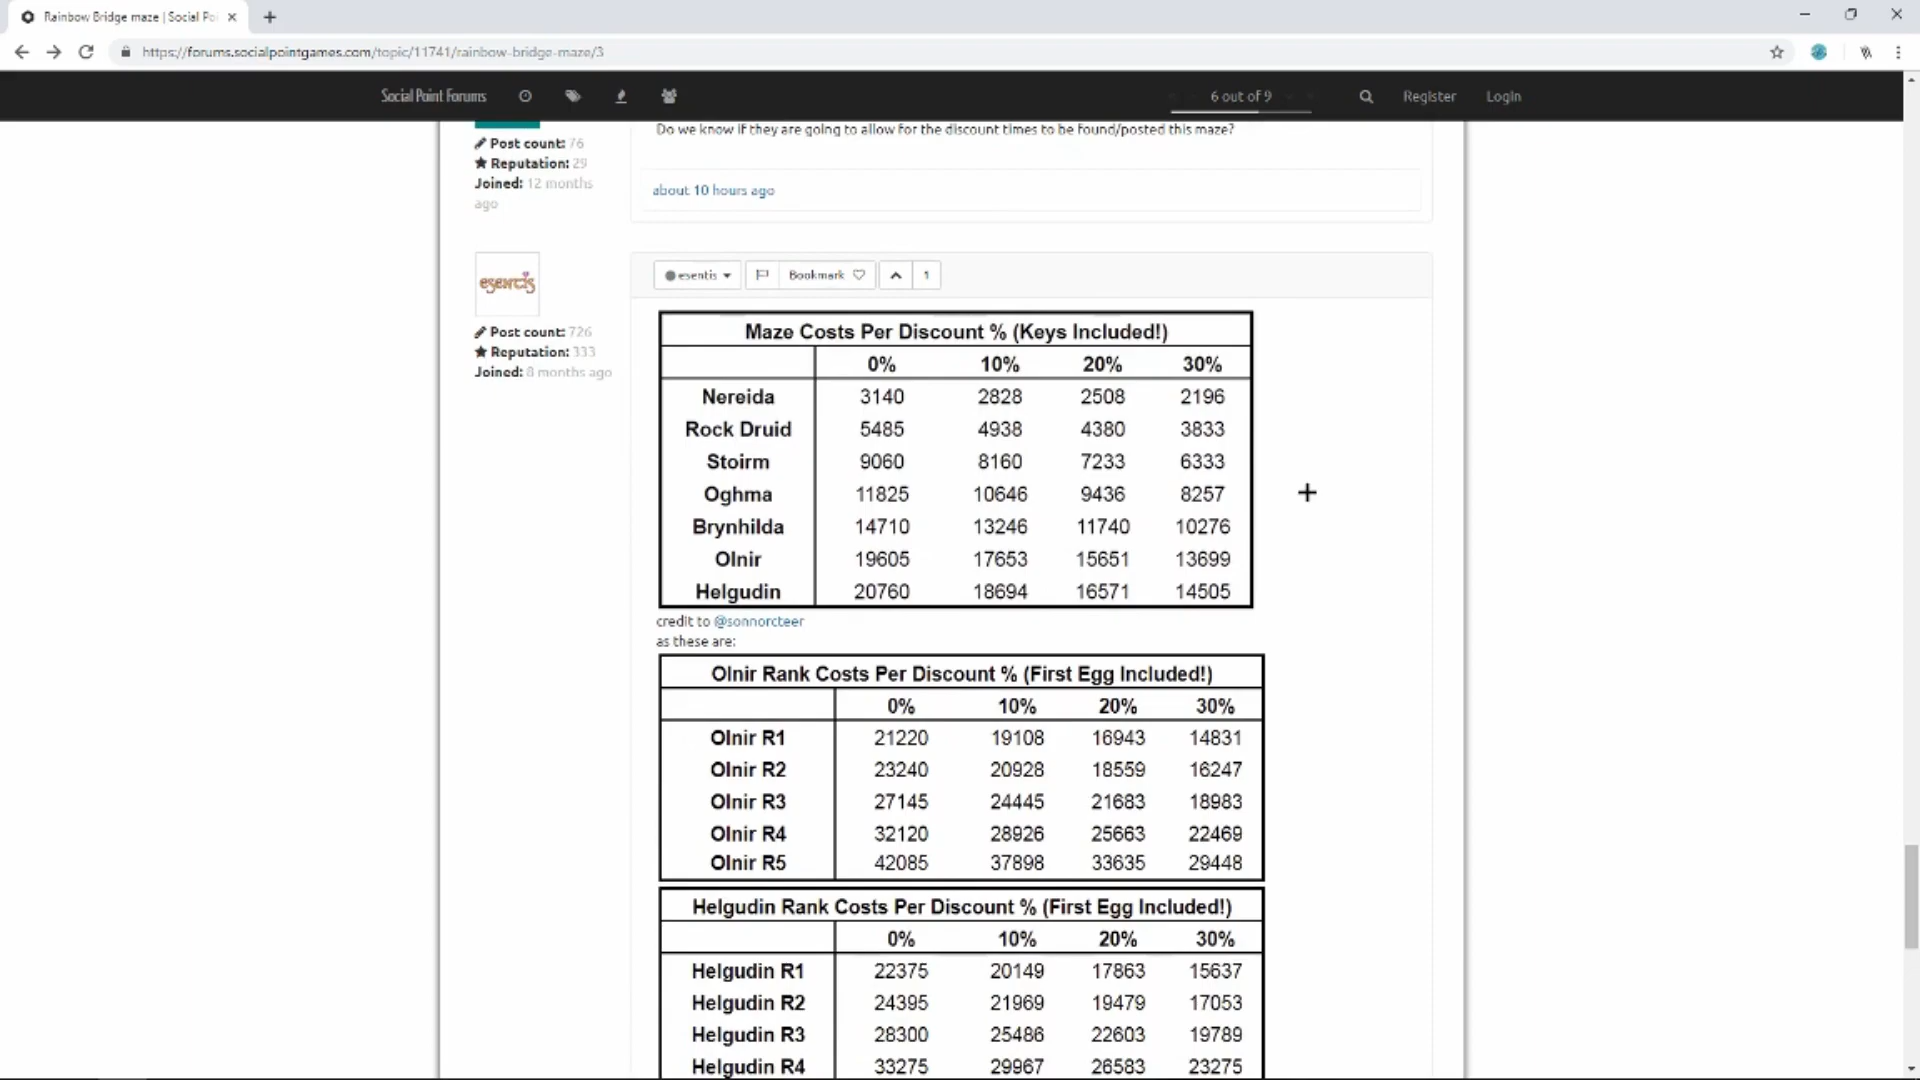 Rainbow Bridge maze | Social Poi
https://forums.socialpointgames.com/topic/11741/rainbow-bridge-maze/3
Social Point Forums
6 out of 9
Register
Login
Do we know if they are going to allow for the discount times to be found/posted this maze?
Post count: 76
Reputation: 29
Joined: 12 months
ago
about 10 hours ago
esentis
esentis
Bookmark
1
Post count: 726
Reputation: 333
Joined: 8 months ago
Maze Costs Per Discount % (Keys Included!)
0% 10% 20% 30%
Nereida 3140 2828 2508 2196
Rock Druid 5485 4938 4380 3833
Stoirm 9060 8160 7233 6333
Oghma 11825 10646 9436 8257
Brynhilda 14710 13246 11740 10276
Olnir 19605 17653 15651 13699
Helgudin 20760 18694 16571 14505
credit to @sonnorcteer
as these are:
Olnir Rank Costs Per Discount % (First Egg Included!)
0% 10% 20% 30%
Olnir R1 21220 19108 16943 14831
Olnir R2 23240 20928 18559 16247
Olnir R3 27145 24445 21683 18983
Olnir R4 32120 28926 25663 22469
Olnir R5 42085 37898 33635 29448
Helgudin Rank Costs Per Discount % (First Egg Included!)
0% 10% 20% 30%
Helgudin R1 22375 20149 17863 15637
Helgudin R2 24395 21969 19479 17053
Helgudin R3 28300 25486 22603 19789
Helgudin R4 33275 29967 26583 23275